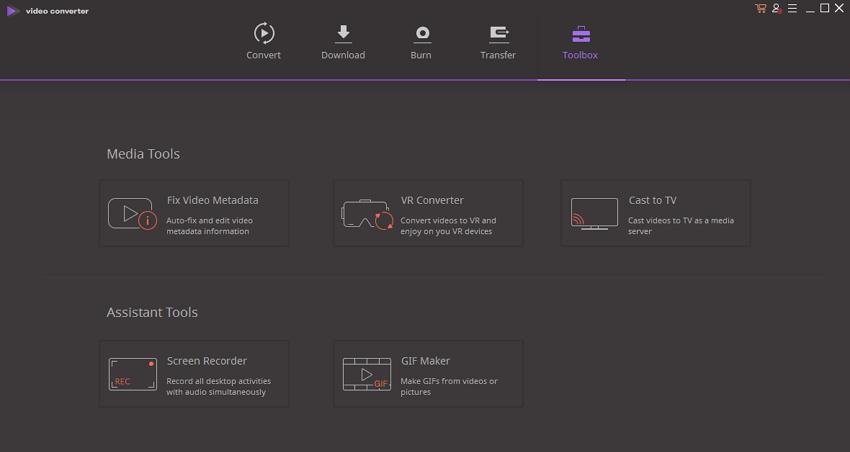 video converter
Convert
Download
Burn
Transfer
Toolbox
Media Tools
Fix Video Metadata
Auto-fix and edit video
metadata information
VR Converter
Convert videos to VR and
enjoy on you VR devices
Cast to TV
Cast videos to TV as a media
server
Assistant Tools
Screen Recorder
REC
Record all desktop activities
with audio simultaneously
GIF Maker
GIF
Make GIFs from videos or
pictures